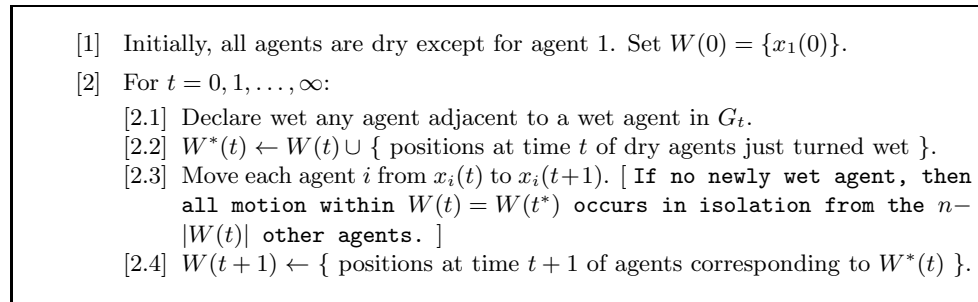 [1] Initially, all agents are dry except for agent 1. Set W(0) = {x₁(0)}.
[2] For t = 0, 1, . . . , ∞:
[2.1] Declare wet any agent adjacent to a wet agent in Gₜ.
[2.2] W*(t) ← W(t) ∪ { positions at time t of dry agents just turned wet }.
[2.3] Move each agent i from xᵢ(t) to xᵢ(t+1). [ If no newly wet agent, then
all motion within W(t) = W(t*) occurs in isolation from the n−
|W(t)| other agents. ]
[2.4] W(t + 1) ← { positions at time t + 1 of agents corresponding to W*(t) }.